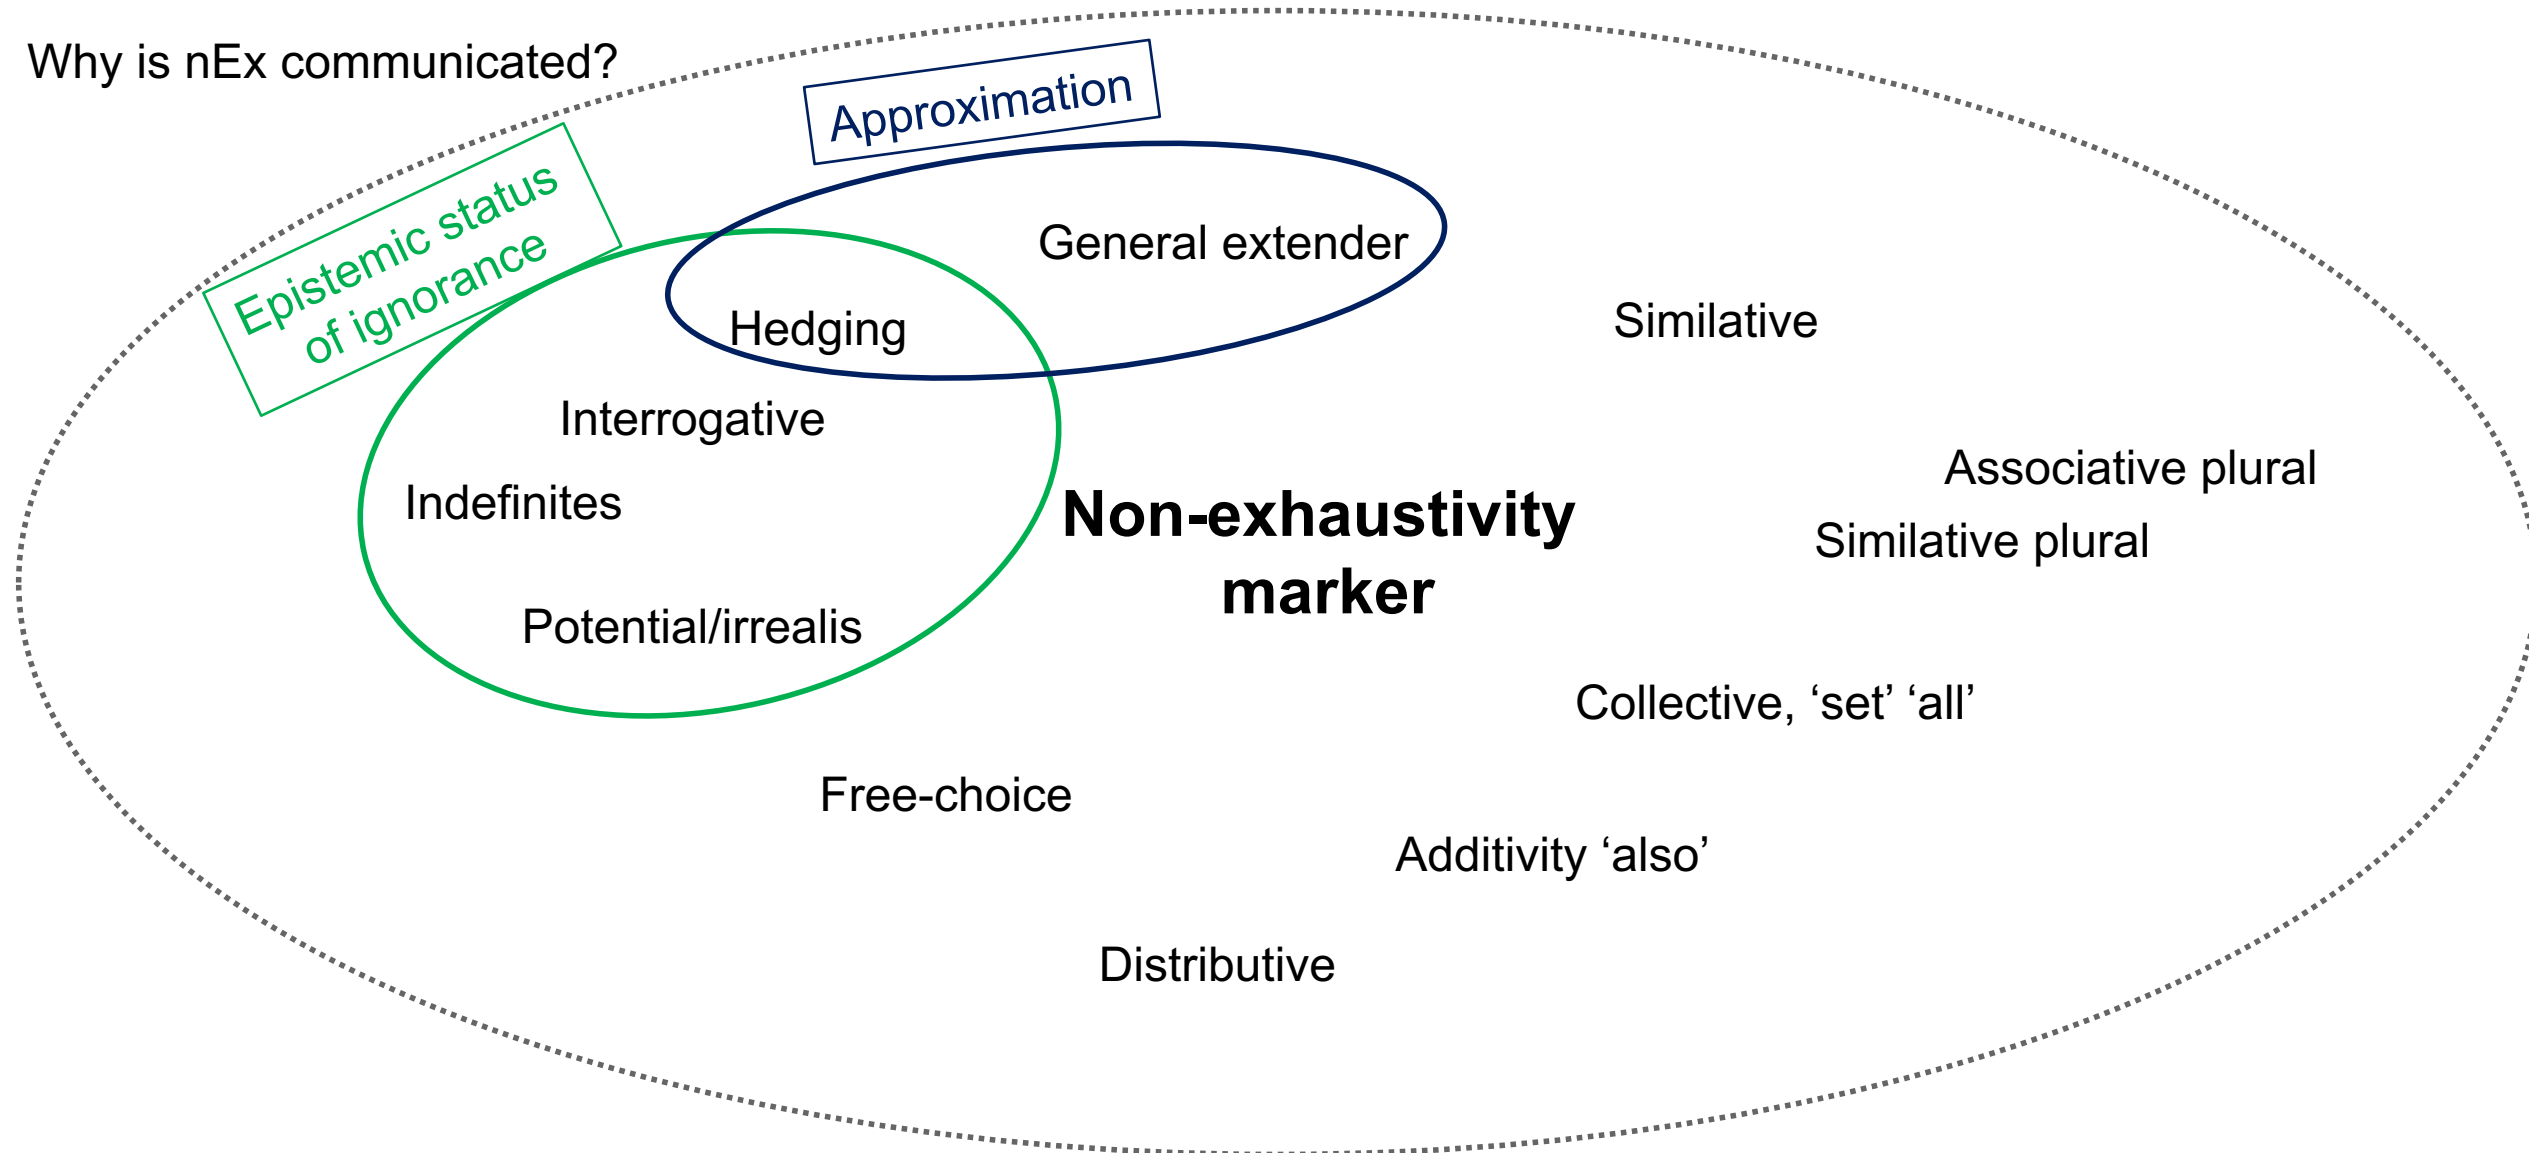 Why is nEx communicated?
Approximation
Epistemic status
of ignorance
General extender
Hedging
Similative
Interrogative
Associative plural
Indefinites
Non-exhaustivity
marker
Similative plural
Potential/irrealis
Collective, ‘set’ ‘all’
Free-choice
Additivity ‘also’
Distributive